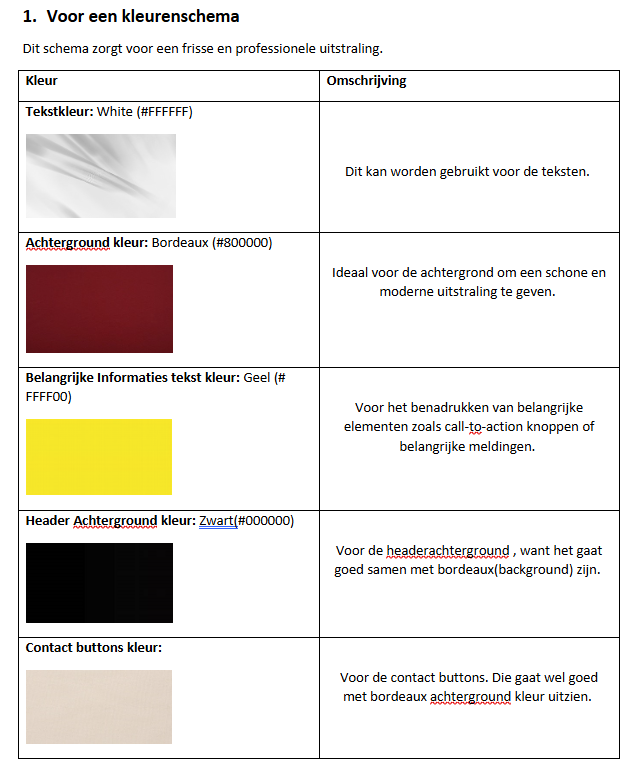 1. Voor een kleurenschema
Dit schema zorgt voor een frisse en professionele uitstraling.
Kleur
Omschrijving
Tekstkleur: White (#FFFFFF)
Dit kan worden gebruikt voor de teksten.
Achterground kleur: Bordeaux (#800000)
Ideaal voor de achtergrond om een schone en
moderne uitstraling te geven.
Belangrijke Informaties tekst kleur: Geel (#
FFFF00)
Voor het benadrukken van belangrijke
elementen zoals call-to-action knoppen of
belangrijke meldingen.
Header Achterground kleur: Zwart(#000000)
Voor de headerachterground , want het gaat
goed samen met bordeaux(background) zijn.
Contact buttons kleur:
Voor de contact buttons. Die gaat wel goed
met bordeaux achterground kleur uitzien.